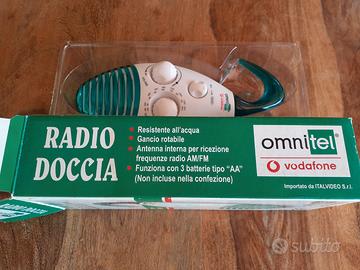 RADIO
DOCCIA
Resistente all'acqua
Gancio rotabile
Antenna interna per ricezione
frequenze radio AM/FM
Funziona con 3 batterie tipo "AA"
(Non incluse nella confezione)
omnitel
vodafone
Importato da ITALVIDEO S.r.l.
subito